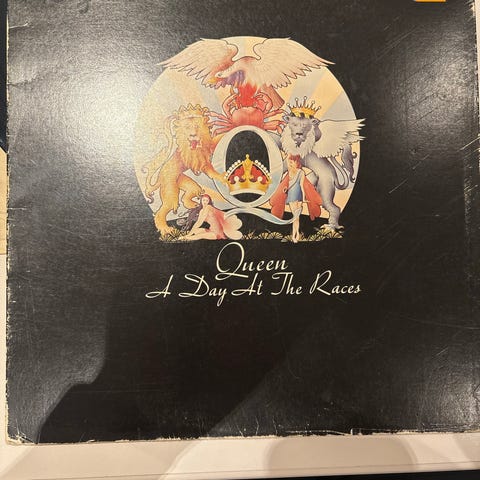 Queen
A Day At The Races